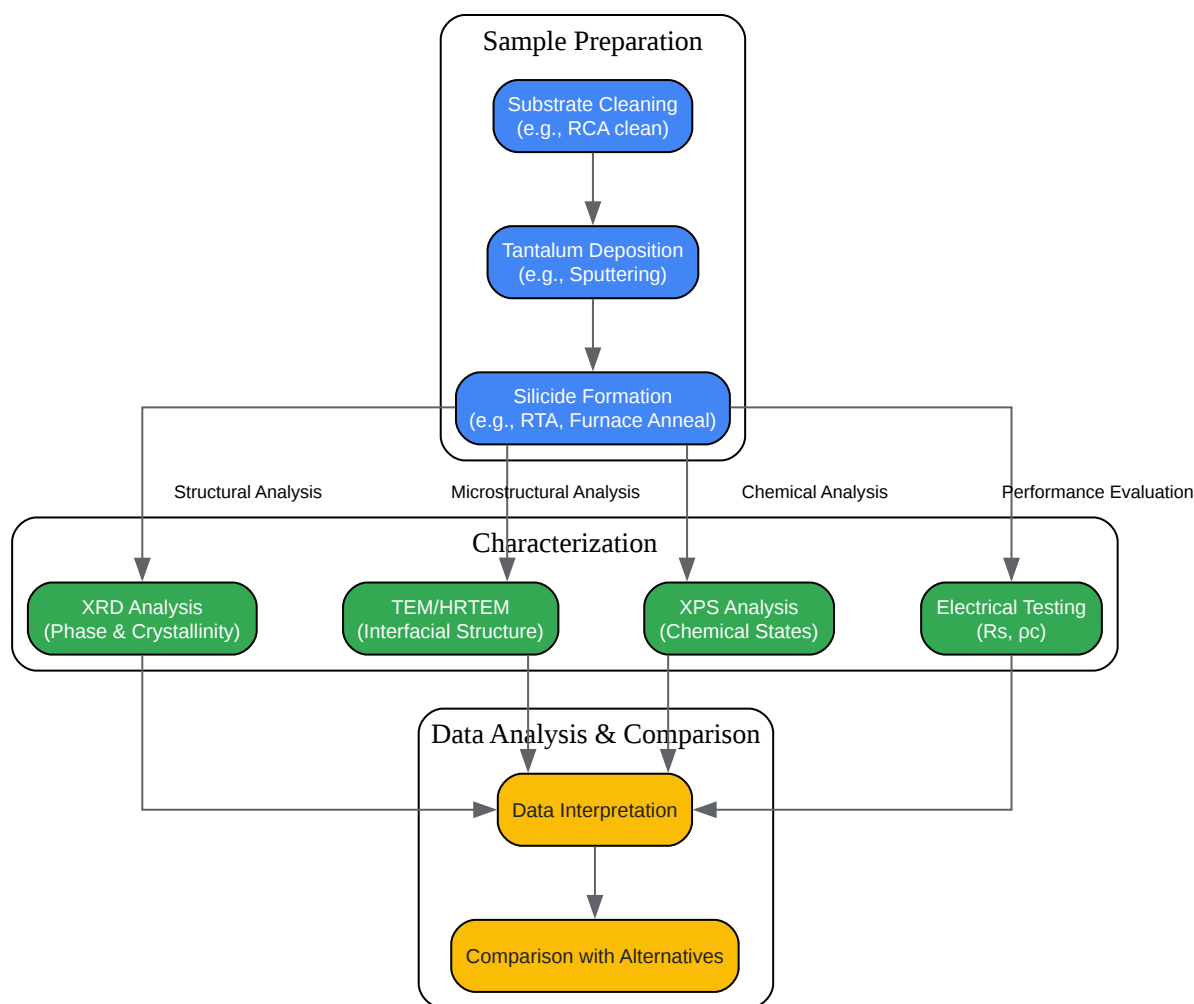 Sample Preparation
Substrate Cleaning
(e.g., RCA clean)
Tantalum Deposition
(e.g., Sputtering)
Silicide Formation
(e.g., RTA, Furnace Anneal)
Structural Analysis
Microstructural Analysis
Chemical Analysis
Performance Evaluation
Characterization
XRD Analysis
(Phase & Crystallinity)
TEM/HRTEM
(Interfacial Structure)
XPS Analysis
(Chemical States)
Electrical Testing
(Rs, ρc)
Data Analysis & Comparison
Data Interpretation
Comparison with Alternatives